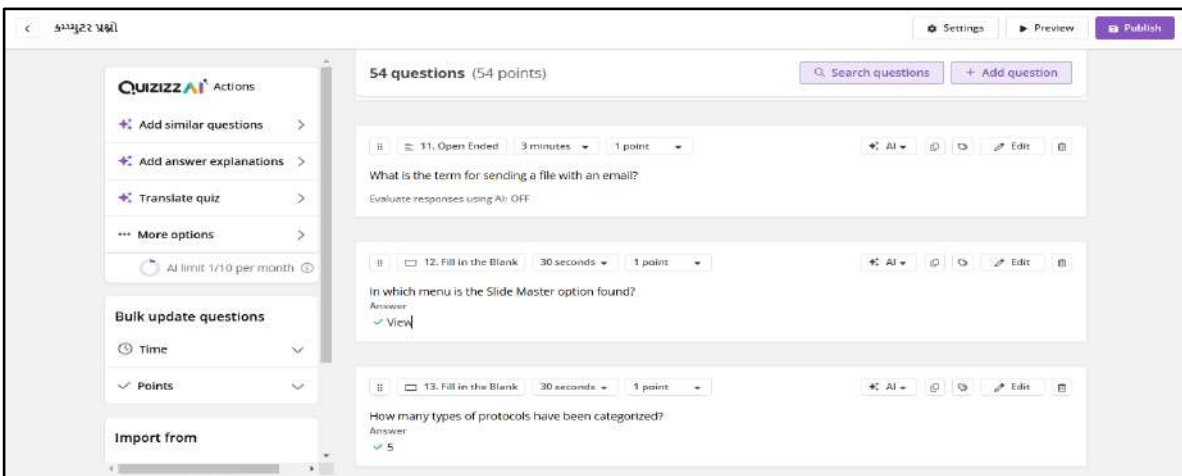 કમ્પ્યુટર પ્રશ્નો
Settings
Preview
Publish
QUIZIZZ AI Actions
Add similar questions
Add answer explanations
Translate quiz
More options
AI limit 1/10 per month
Bulk update questions
Time
Points
Import from
54 questions (54 points)
Search questions
+ Add question
11. Open Ended 3 minutes 1 point AI Edit
What is the term for sending a file with an email?
Evaluate responses using AI: OFF
12. Fill in the Blank 30 seconds 1 point AI Edit
In which menu is the Slide Master option found?
Answer
View
13. Fill in the Blank 30 seconds 1 point AI Edit
How many types of protocols have been categorized?
Answer
5